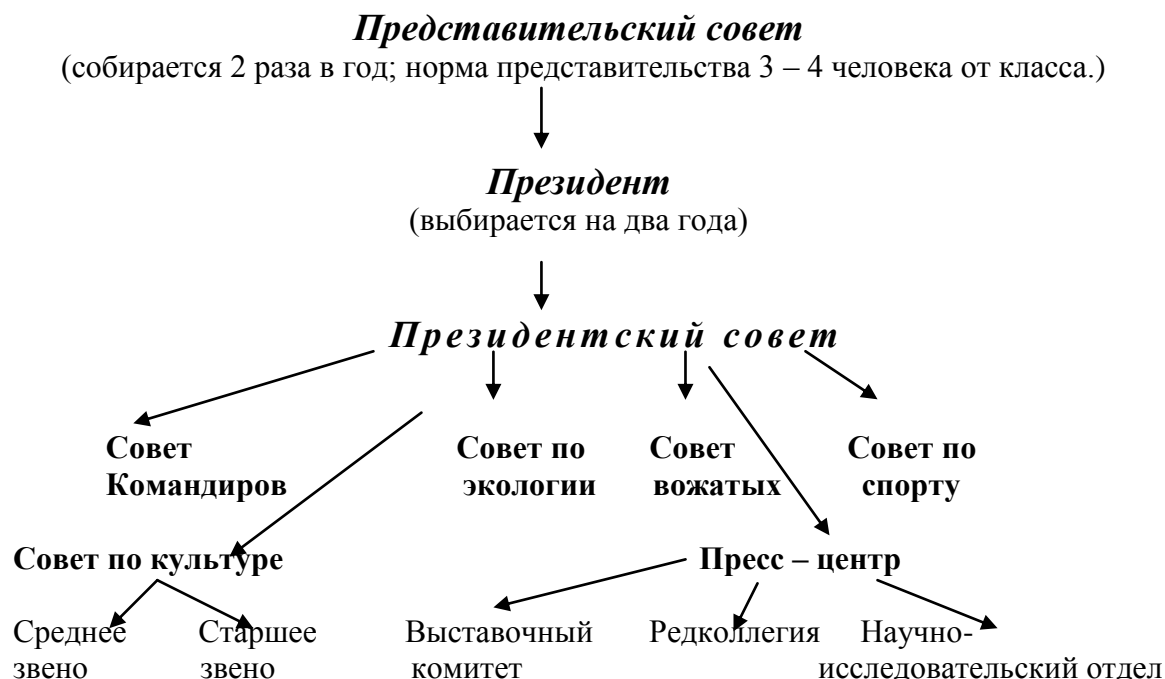 Представительский совет
(собирается 2 раза в год; норма представительства 3 – 4 человека от класса.)
Президент
(выбирается на два года)
Президентский совет
Совет Командиров
Совет по экологии
Совет вожатых
Совет по спорту
Совет по культуре
Пресс – центр
Среднее звено
Старшее звено
Выставочный комитет
Редколлегия
Научно-
исследовательский отдел